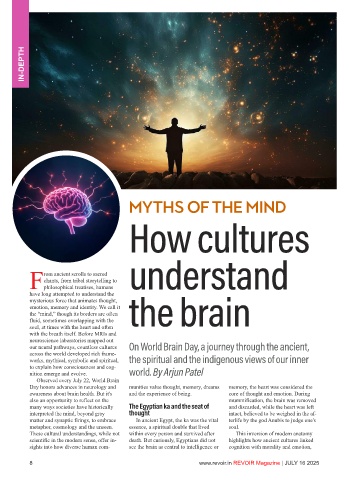 IN-DEPTH
MYTHS OF THE MIND
How cultures
understand
the brain
On World Brain Day, a journey through the ancient,
the spiritual and the indigenous views of our inner
world. By Arjun Patel
From ancient scrolls to sacred
chants, from tribal storytelling to
philosophical treatises, humans
have long attempted to understand the
mysterious force that animates thought,
emotion, memory and identity. We call it
the “mind,” though its borders are often
fluid, sometimes overlapping with the
soul, at times with the heart and often
with the breath itself. Before MRIs and
neuroscience laboratories mapped out
our neural pathways, countless cultures
across the world developed rich frame-
works, mythical, symbolic and spiritual,
to explain how consciousness and cog-
nition emerge and evolve.
Observed every July 22, World Brain
Day honors advances in neurology and
awareness about brain health. But it's
also an opportunity to reflect on the
many ways societies have historically
interpreted the mind, beyond gray
matter and synaptic firings, to embrace
metaphor, cosmology and the unseen.
These cultural understandings, while not
scientific in the modern sense, offer in-
sights into how diverse human com-
munities value thought, memory, dreams
and the experience of being.
The Egyptian ka and the seat of
thought
In ancient Egypt, the ka was the vital
essence, a spiritual double that lived
within every person and survived after
death. But curiously, Egyptians did not
see the brain as central to intelligence or
memory, the heart was considered the
core of thought and emotion. During
mummification, the brain was removed
and discarded, while the heart was left
intact, believed to be weighed in the af-
terlife by the god Anubis to judge one's
soul.
This inversion of modern anatomy
highlights how ancient cultures linked
cognition with morality and emotion,
8
www.revoir.in REVOIR Magazine | JULY 16 2025